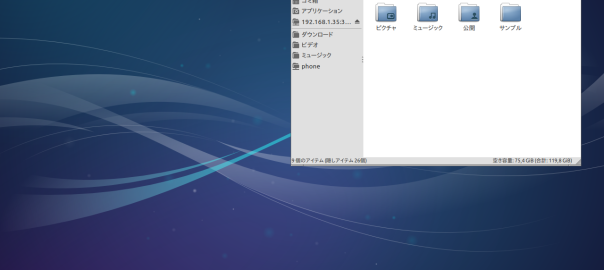 ゴミ箱
アプリケーション
192.168.1.35:3...
ダウンロード
ビデオ
ミュージック
phone
ピクチャ
ミュージック
公開
サンプル
9 個のアイテム (隠しアイテム 26個)
空き容量: 75,4 GiB (合計: 119,8 GiB)